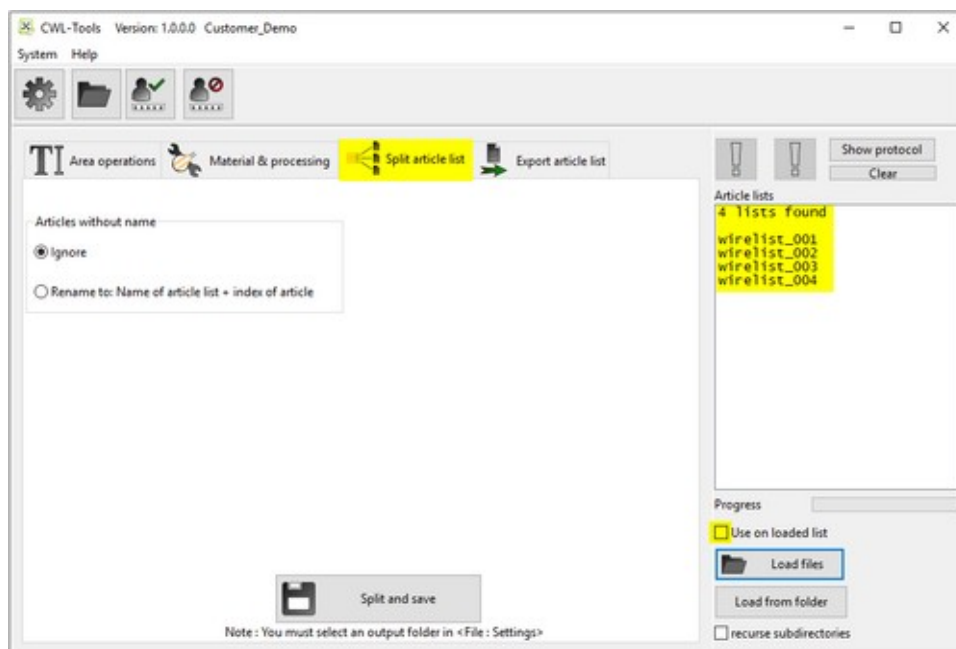 CWL-Tools Version: 1.0.0.0 Customer_Demo
System Help
Area operations
Material & processing
Split article list
Export article list
Show protocol
Clear
Articles without name
Ignore
Rename to: Name of article list + index of article
Article lists
4 lists found
wirelist_001
wirelist_002
wirelist_003
wirelist_004
Progress
Use on loaded list
Load files
Load from folder
recurse subdirectories
Split and save
Note : You must select an output folder in <File : Settings>